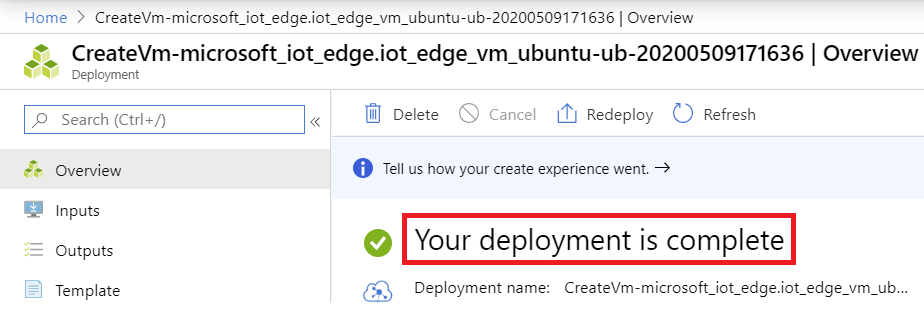 Home > CreateVm-microsoft_iot_edge.iot_edge_vm_ubuntu-ub-20200509171636 | Overview
CreateVm-microsoft_iot_edge.iot_edge_vm_ubuntu-ub-20200509171636 | Overview
Deployment
Search (Ctrl+/)
«
Delete
Cancel
Redeploy
Refresh
Overview
Inputs
Outputs
Template
Tell us how your create experience went. →
Your deployment is complete
Deployment name: CreateVm-microsoft_iot_edge.iot_edge_vm_ub...